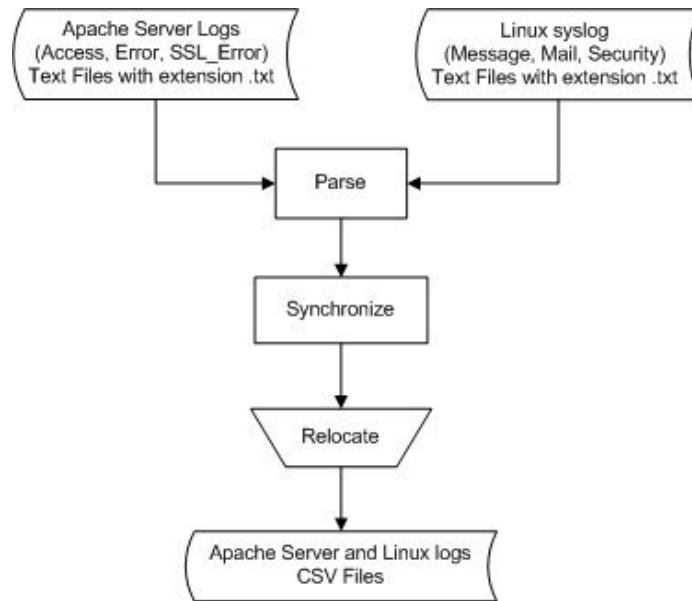 Apache Server Logs
(Access, Error, SSL_Error)
Text Files with extension .txt
Linux syslog
(Message, Mail, Security)
Text Files with extension .txt
Parse
Synchronize
Relocate
Apache Server and Linux logs
CSV Files